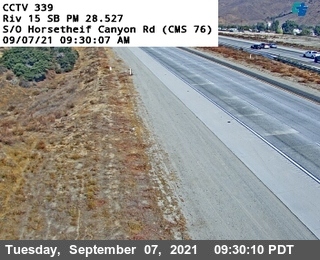 CCTV 339
Riv 15 SB PM 28.527
S/O Horsetheif Canyon Rd (CMS 76)
09/07/21 09:30:07 AM
Tuesday, September 07, 2021 09:30:10 PDT